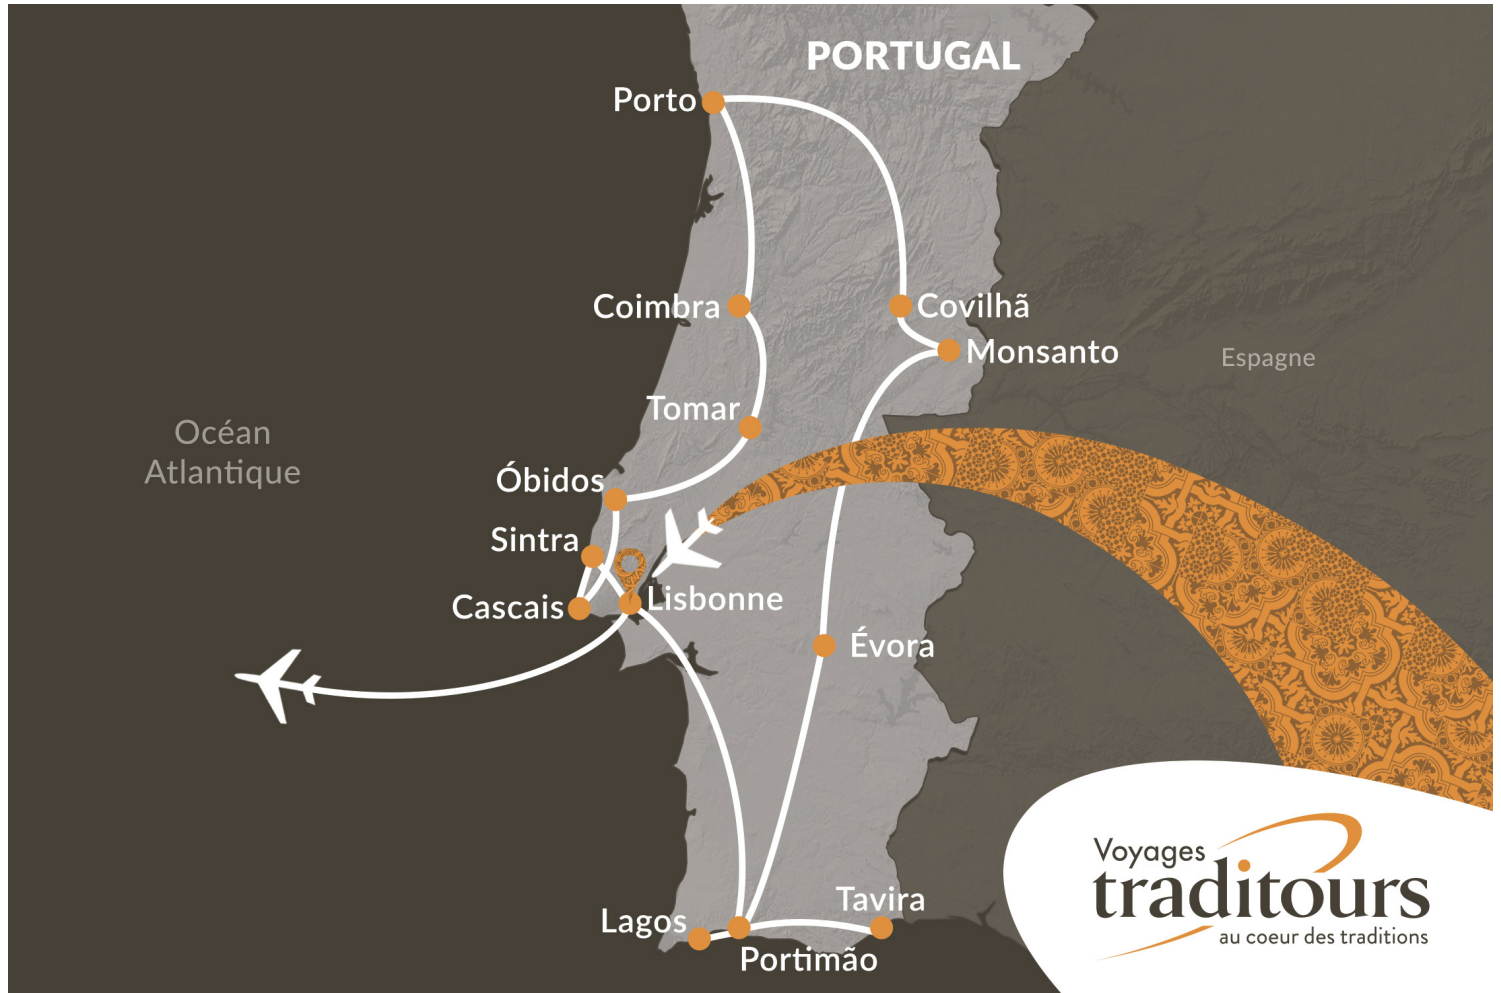 PORTUGAL
Porto
Coimbra
Covilhã
Monsanto
Espagne
Tomar
Océan
Atlantique
Óbidos
Sintra
Cascais
Lisbonne
Évora
Lagos
Tavira
Portimão
Voyages
traditours
au coeur des traditions